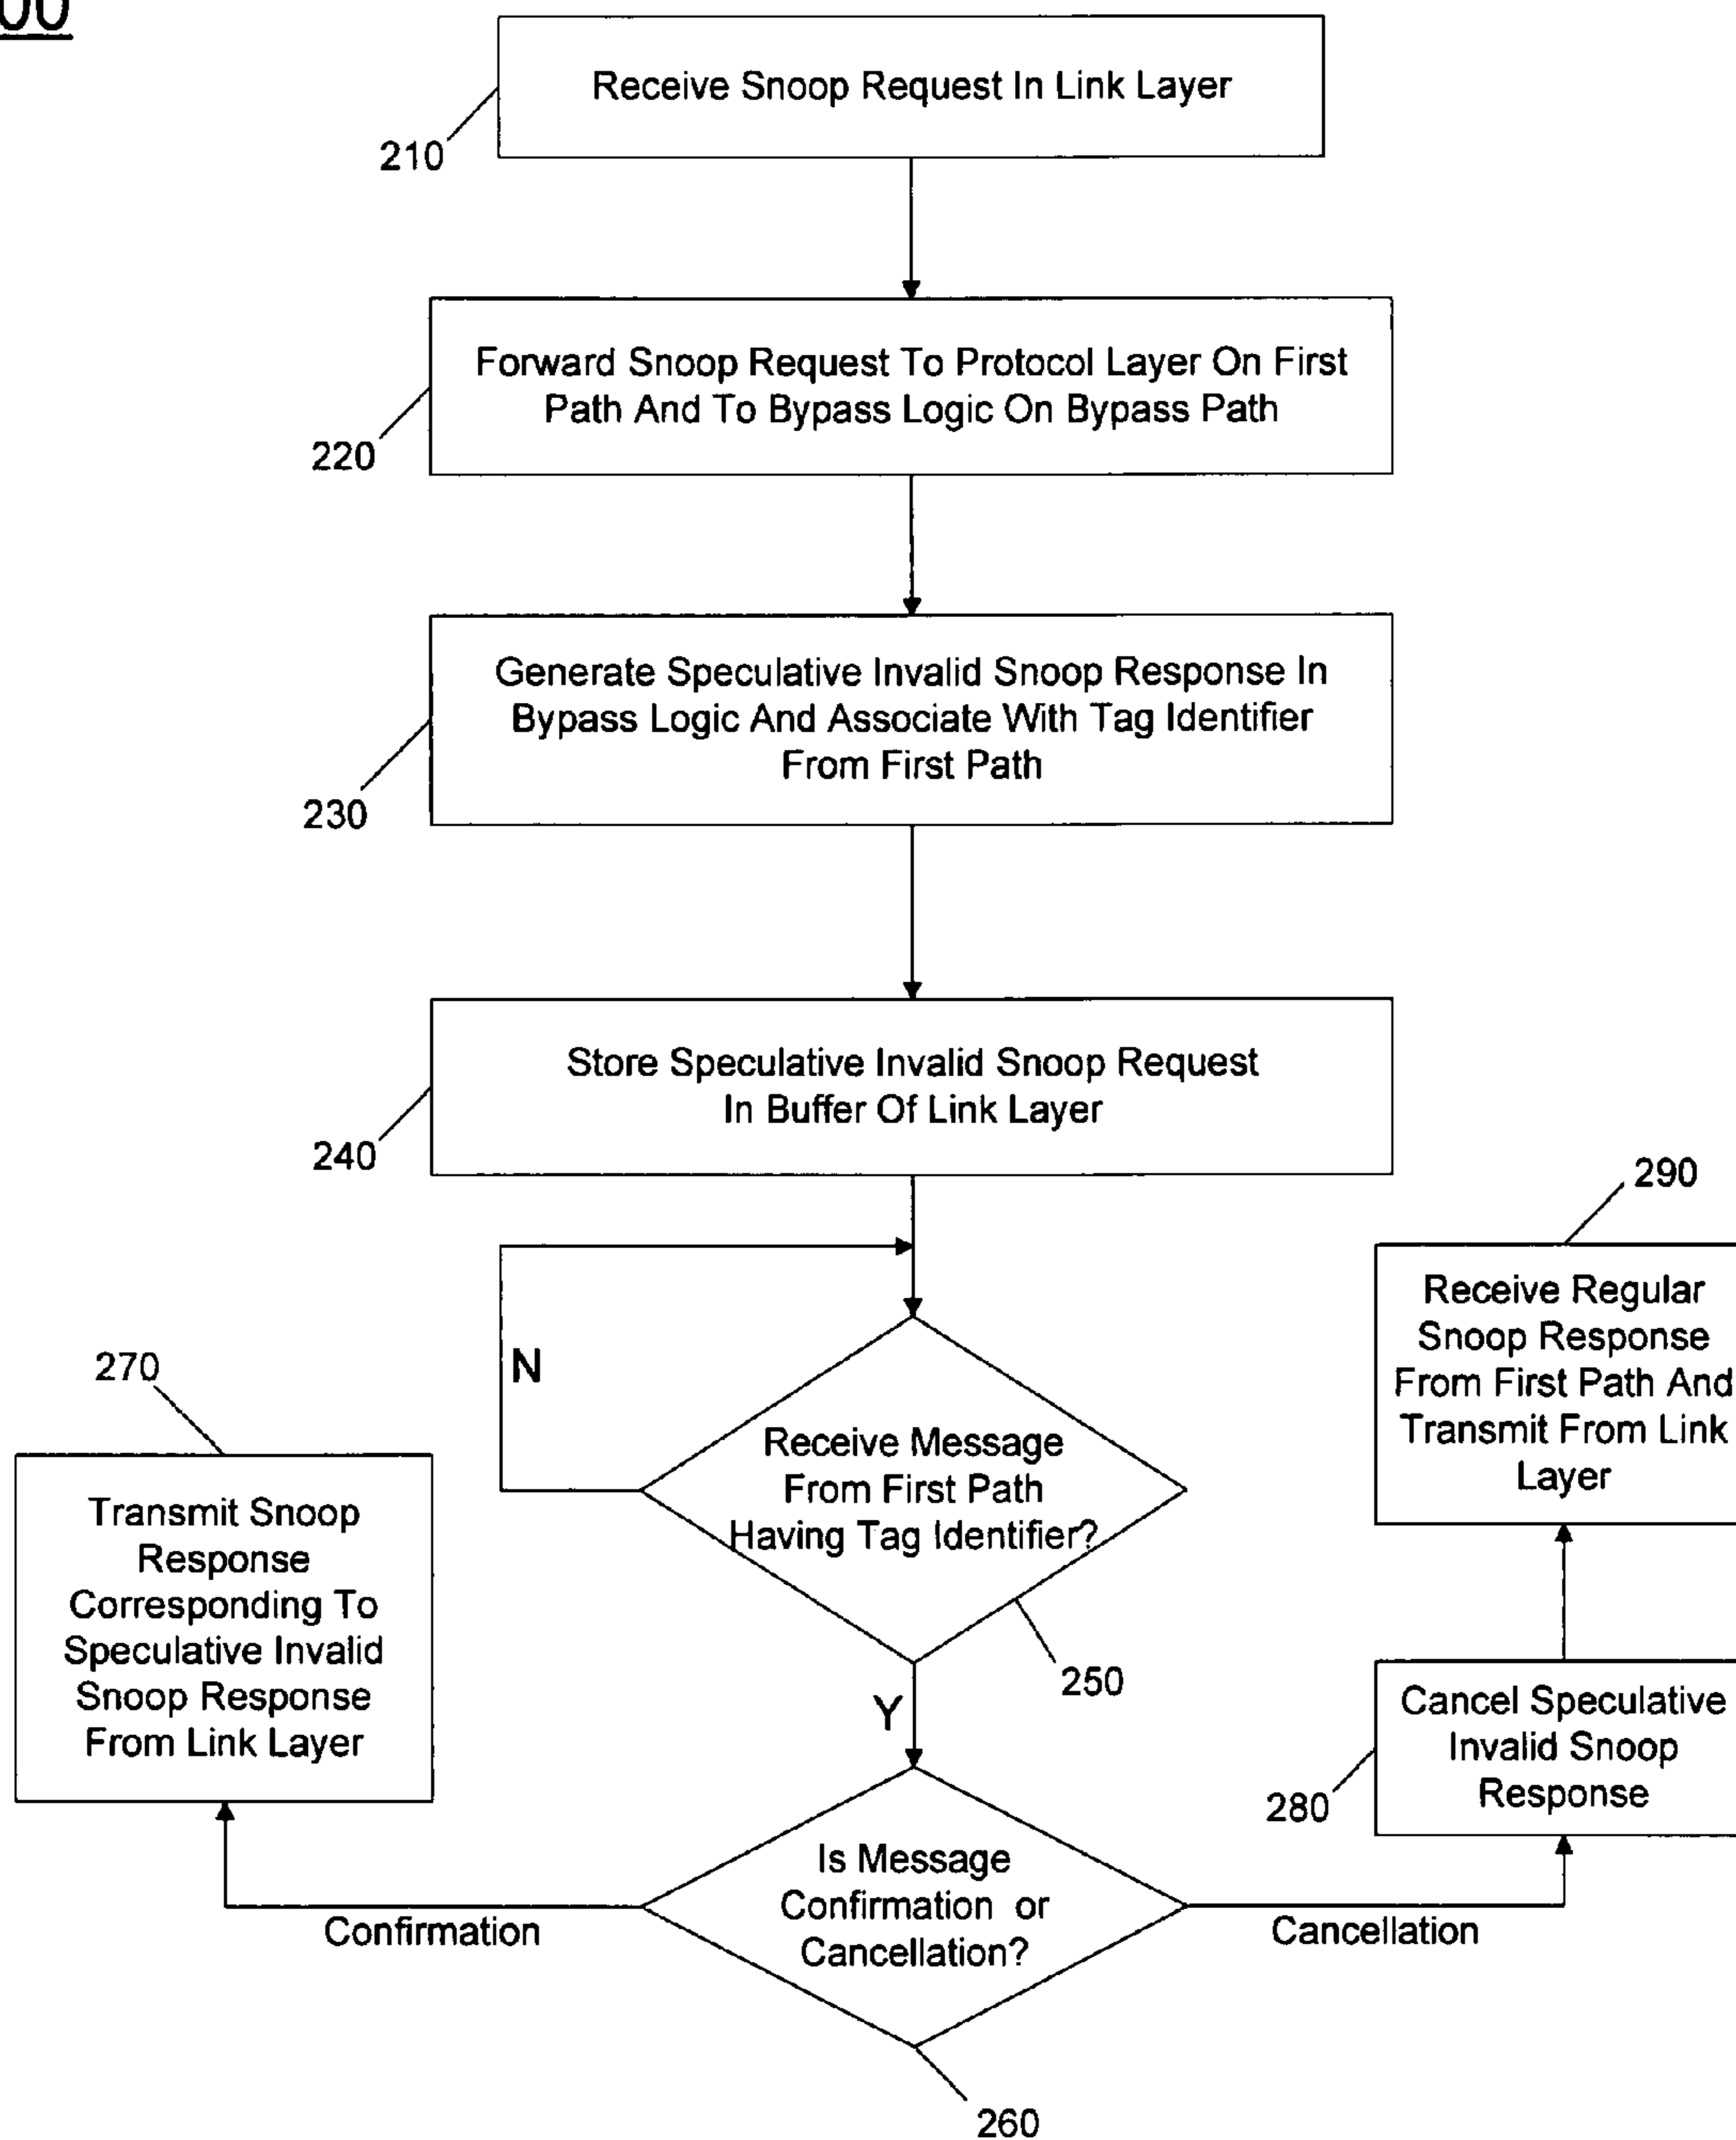 00
Receive Snoop Request In Link Layer
210
Forward Snoop Request To Protocol Layer On First
Path And To Bypass Logic On Bypass Path
220
Generate Speculative Invalid Snoop Response In
Bypass Logic And Associate With Tag Identifier
From First Path
230
Store Speculative Invalid Snoop Request
In Buffer Of Link Layer
240
290
Receive Regular
Snoop Response
From First Path And
Transmit From Link
Layer
N
270
Receive Message
From First Path
Having Tag Identifier?
250
Transmit Snoop
Response
Corresponding To
Speculative Invalid
Snoop Response
From Link Layer
Y
Cancel Speculative
Invalid Snoop
Response
280
Is Message
Confirmation or
Cancellation?
Confirmation
Cancellation
260